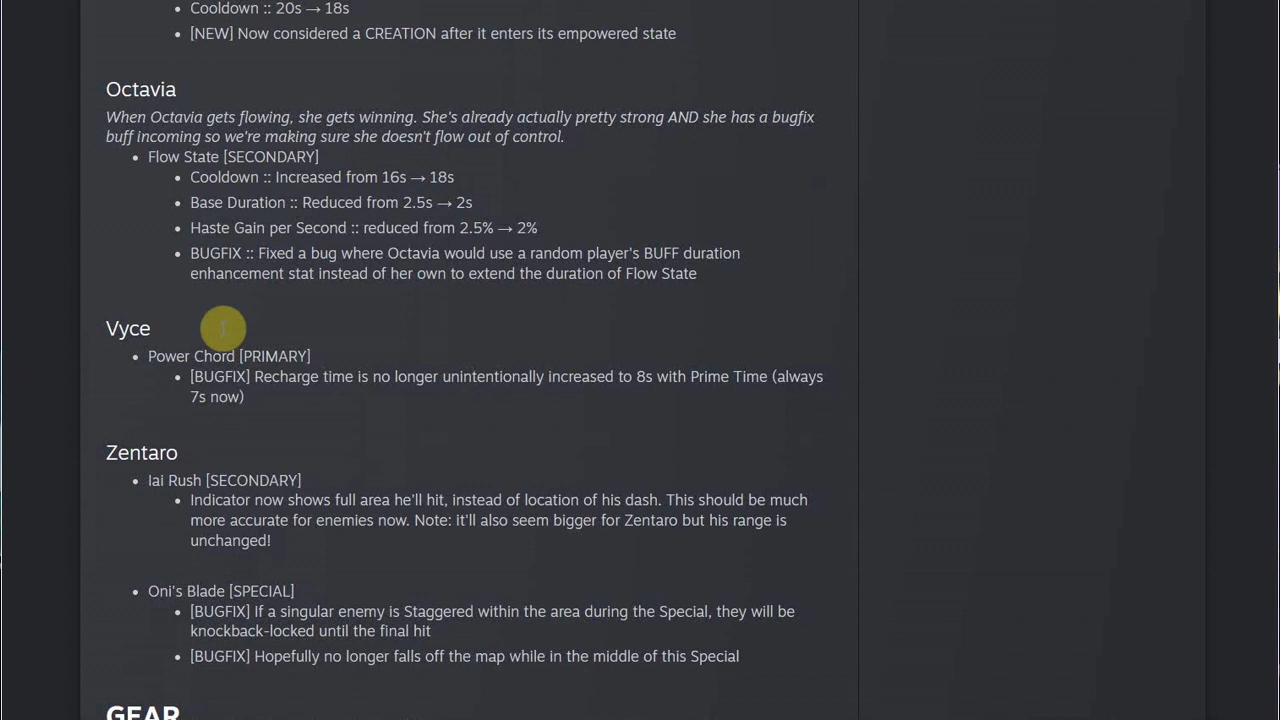 Cooldown :: 20s → 18s
[NEW] Now considered a CREATION after it enters its empowered state
Octavia
When Octavia gets flowing, she gets winning. She's already actually pretty strong AND she has a bugfix
buff incoming so we're making sure she doesn't flow out of control.
Flow State [SECONDARY]
Cooldown :: Increased from 16s → 18s
Base Duration :: Reduced from 2.5s → 2s
Haste Gain per Second :: reduced from 2.5% → 2%
BUGFIX :: Fixed a bug where Octavia would use a random player's BUFF duration
enhancement stat instead of her own to extend the duration of Flow State
Vyce
Power Chord [PRIMARY]
[BUGFIX] Recharge time is no longer unintentionally increased to 8s with Prime Time (always
7s now)
Zentaro
Iai Rush [SECONDARY]
Indicator now shows full area he'll hit, instead of location of his dash. This should be much
more accurate for enemies now. Note: it'll also seem bigger for Zentaro but his range is
unchanged!
Oni's Blade [SPECIAL]
[BUGFIX] If a singular enemy is Staggered within the area during the Special, they will be
knockback-locked until the final hit
[BUGFIX] Hopefully no longer falls off the map while in the middle of this Special
GEAR